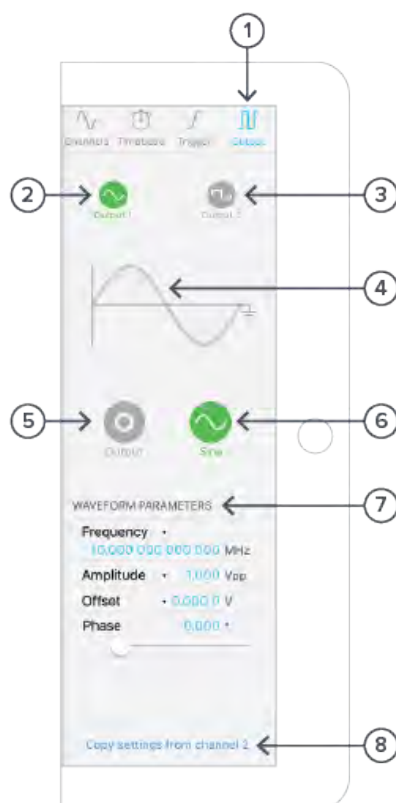 1
Channels Timebase Trigger Output
2
3
Output 1 Output 2
4
5
6
Output Sine
7
WAVEFORM PARAMETERS
Frequency •
10.000 000 000 000 MHz
Amplitude • 1.000 Vpp
Offset • 0.000 0 V
Phase 0.000 °
Copy settings from channel 2
8